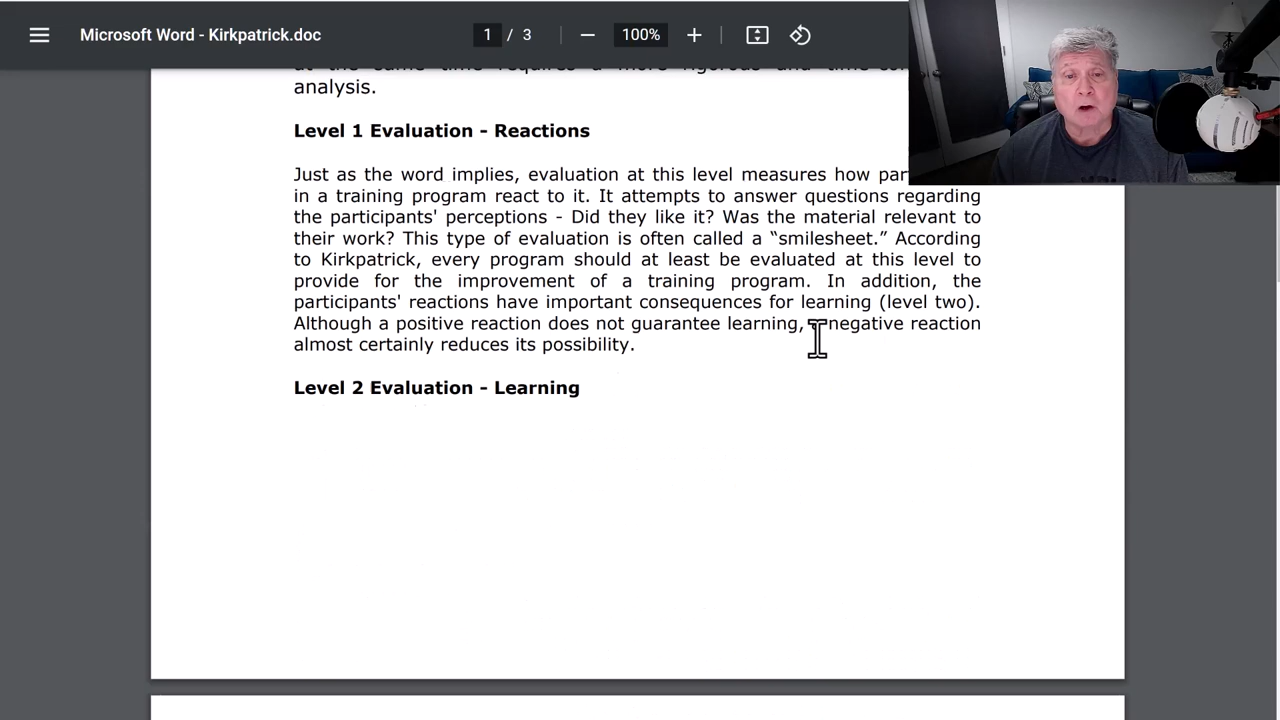 Microsoft Word - Kirkpatrick.doc
1 / 3
100%
analysis.
Level 1 Evaluation - Reactions
Just as the word implies, evaluation at this level measures how
in a training program react to it. It attempts to answer questions regarding
the participants' perceptions - Did they like it? Was the material relevant to
their work? This type of evaluation is often called a “smilesheet.” According
to Kirkpatrick, every program should at least be evaluated at this level to
provide for the improvement of a training program. In addition, the
participants' reactions have important consequences for learning (level two).
Although a positive reaction does not guarantee learning, negative reaction
almost certainly reduces its possibility.
Level 2 Evaluation - Learning